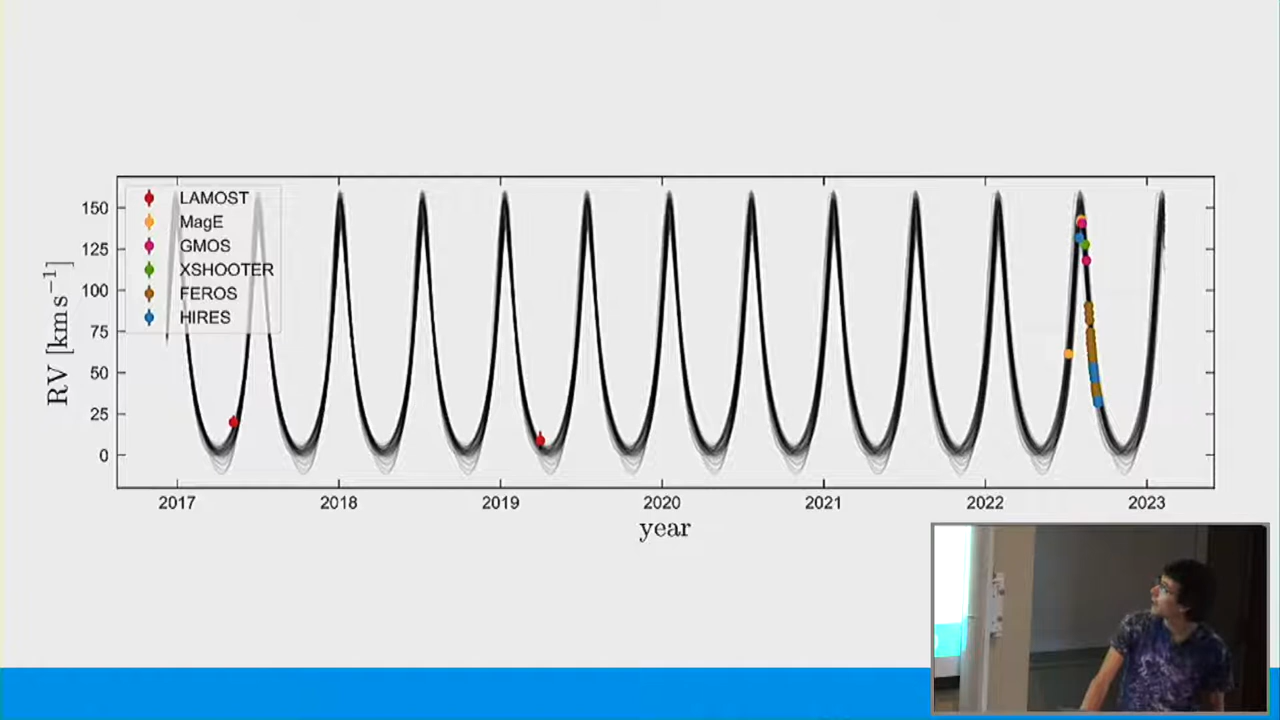 LAMOST
MagE
GMOS
XSHOOTER
FEROS
HIRES
150
125
100
75
50
25
0
RV [km s⁻¹]
2017 2018 2019 2020 2021 2022 2023
year